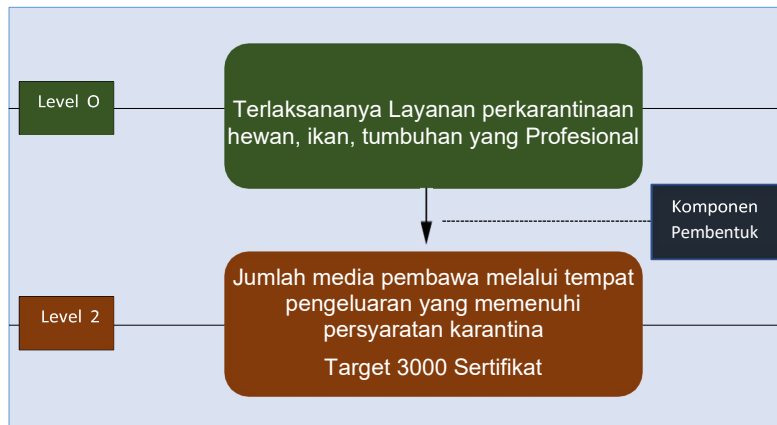 Level O
Terlaksananya Layanan perkarantinaan
hewan, ikan, tumbuhan yang Profesional
Komponen
Pembentuk
Jumlah media pembawa melalui tempat
pengeluaran yang memenuhi
persyaratan karantina
Target 3000 Sertifikat
Level 2